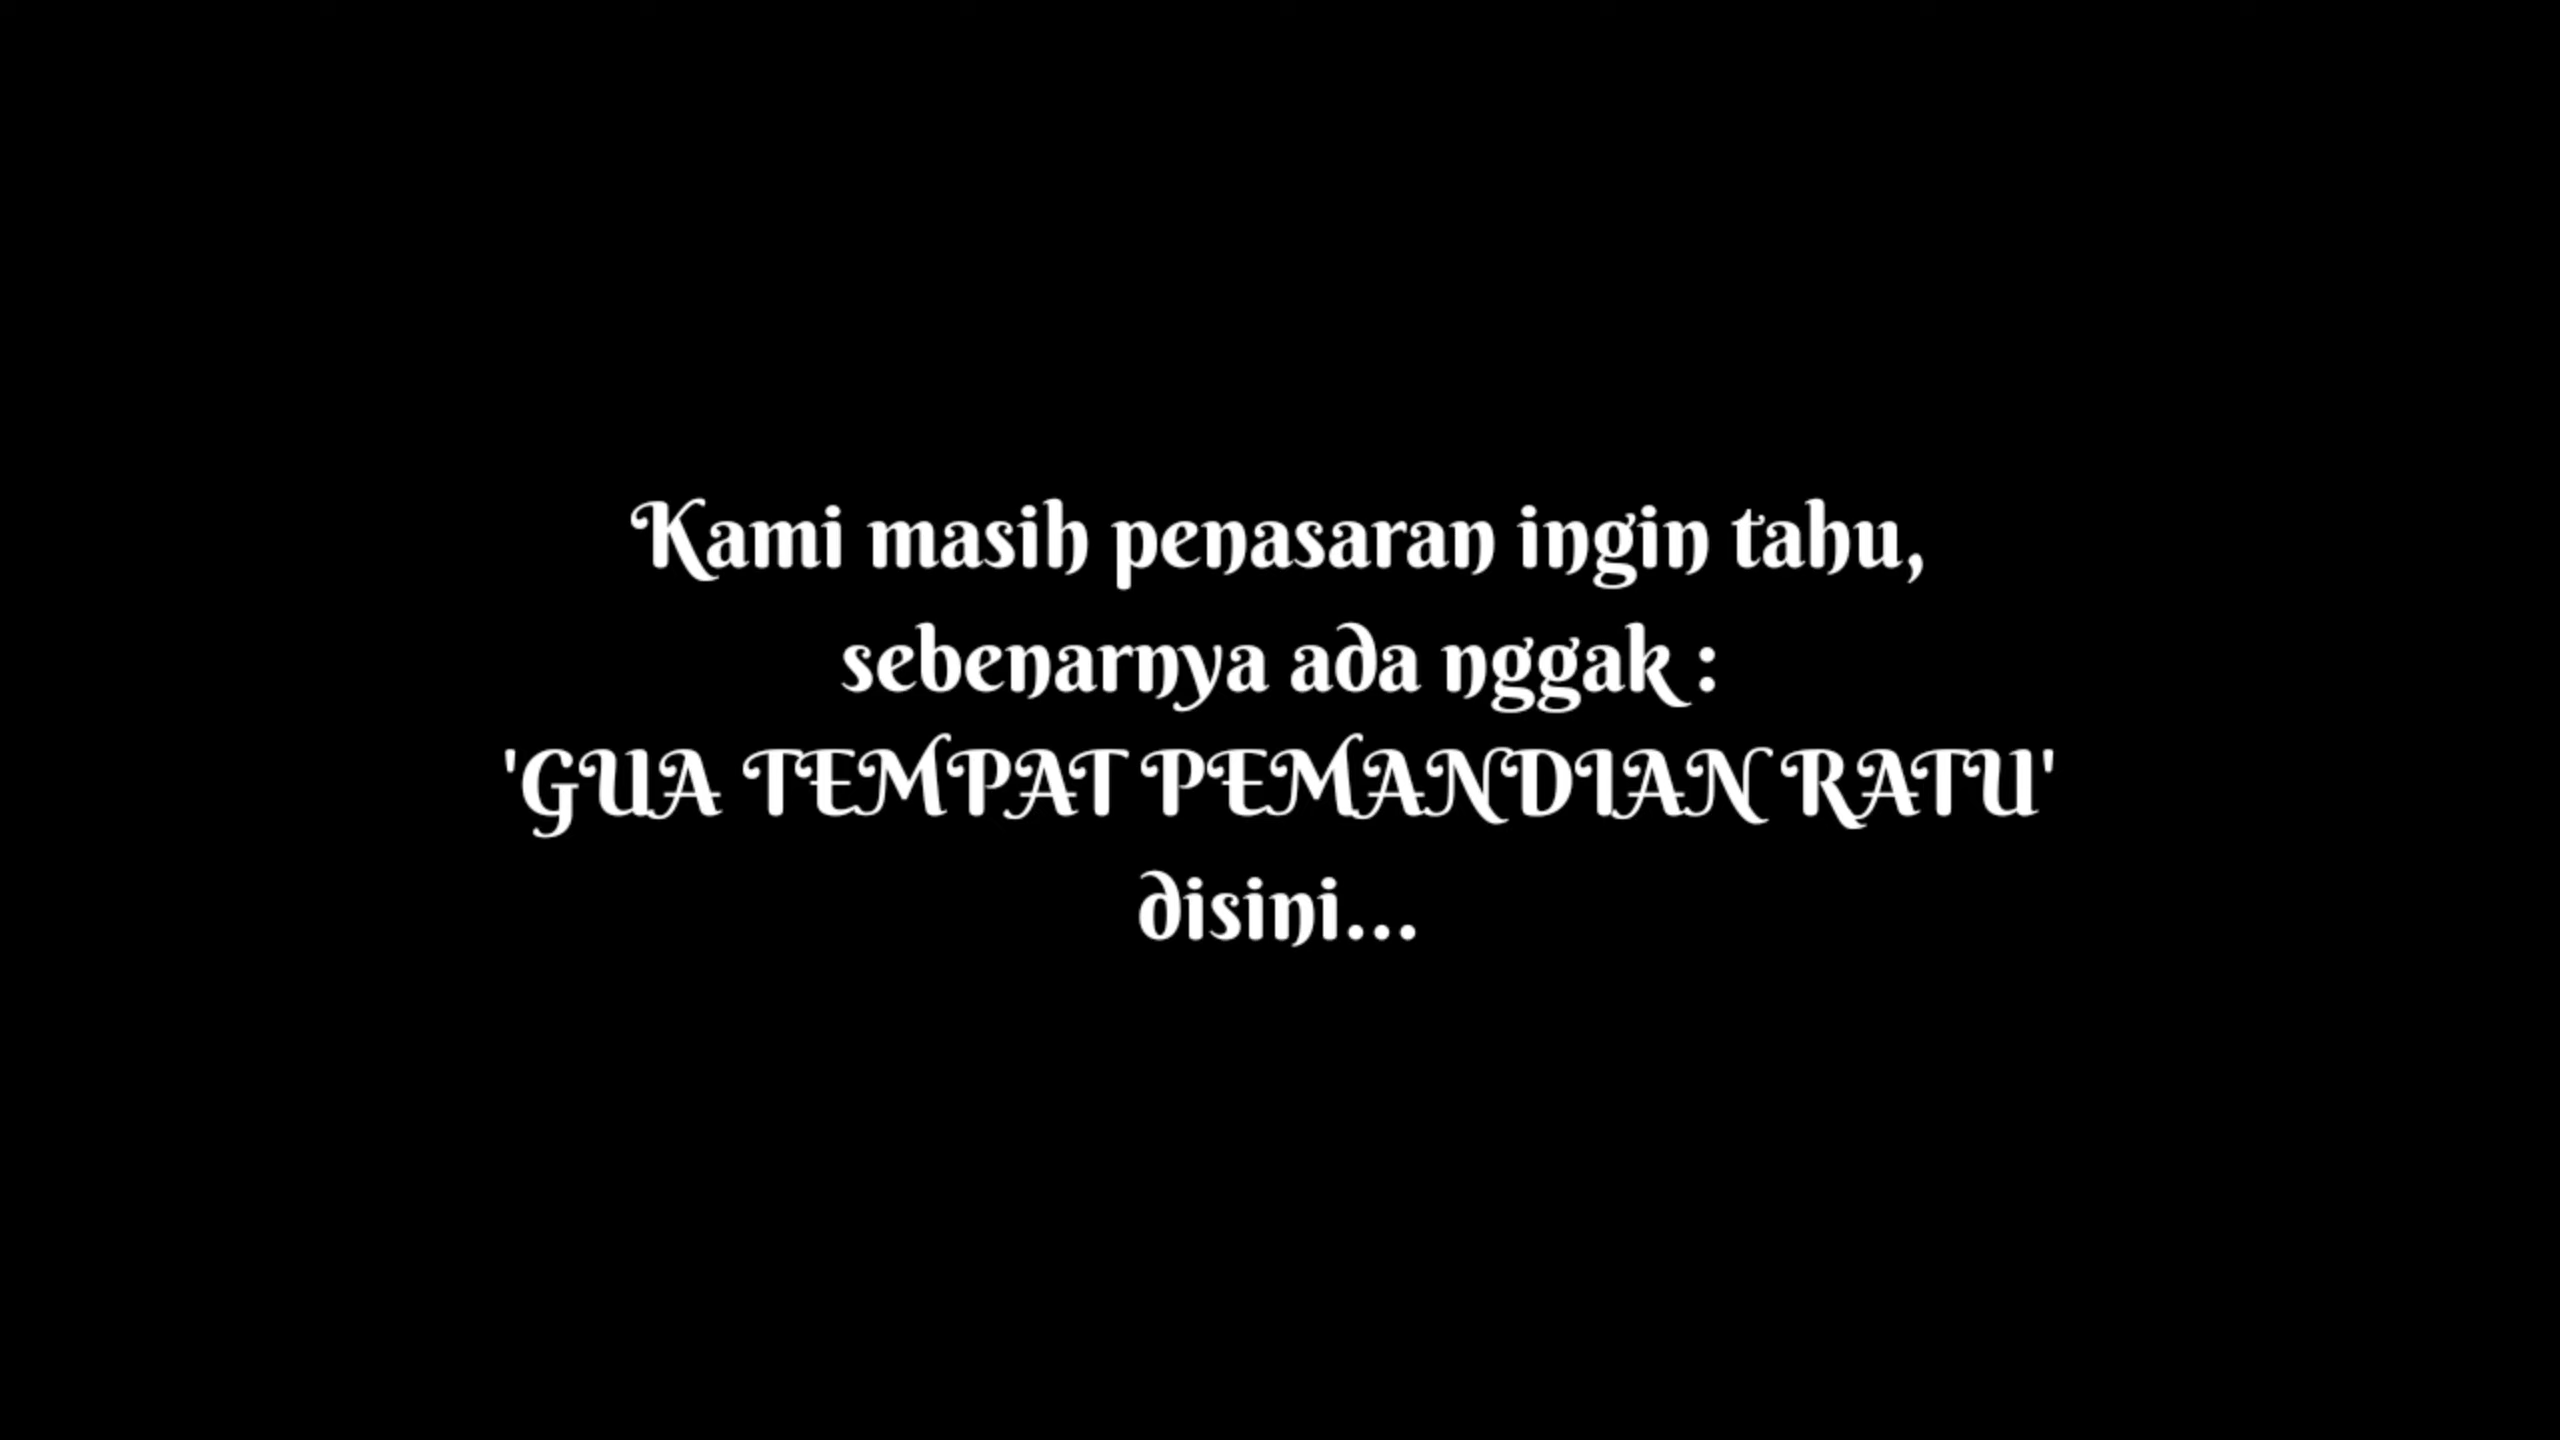 Kami masih penasaran ingin tahu,
sebenarnya ada nggak :
'GUA TEMPAT PEMANDIAN RATU'
disini...